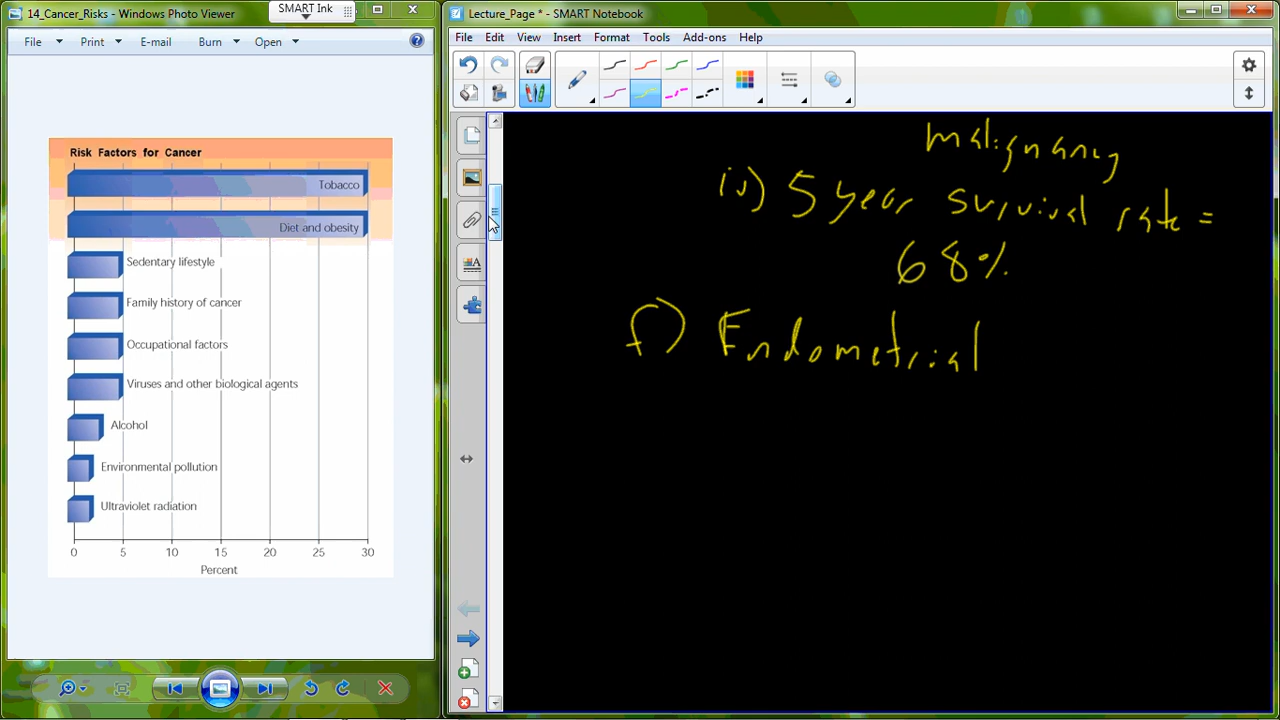 14_Cancer_Risks - Windows Photo Viewer
SMART Ink
File Print E-mail Burn Open
Risk Factors for Cancer
Tobacco
Diet and obesity
Sedentary lifestyle
Family history of cancer
Occupational factors
Viruses and other biological agents
Alcohol
Environmental pollution
Ultraviolet radiation
0 5 10 15 20 25 30
Percent
Lecture_Page * - SMART Notebook
File Edit View Insert Format Tools Add-ons Help
malignancy
iv) 5 year survival rate =
68%
f) Endometrial